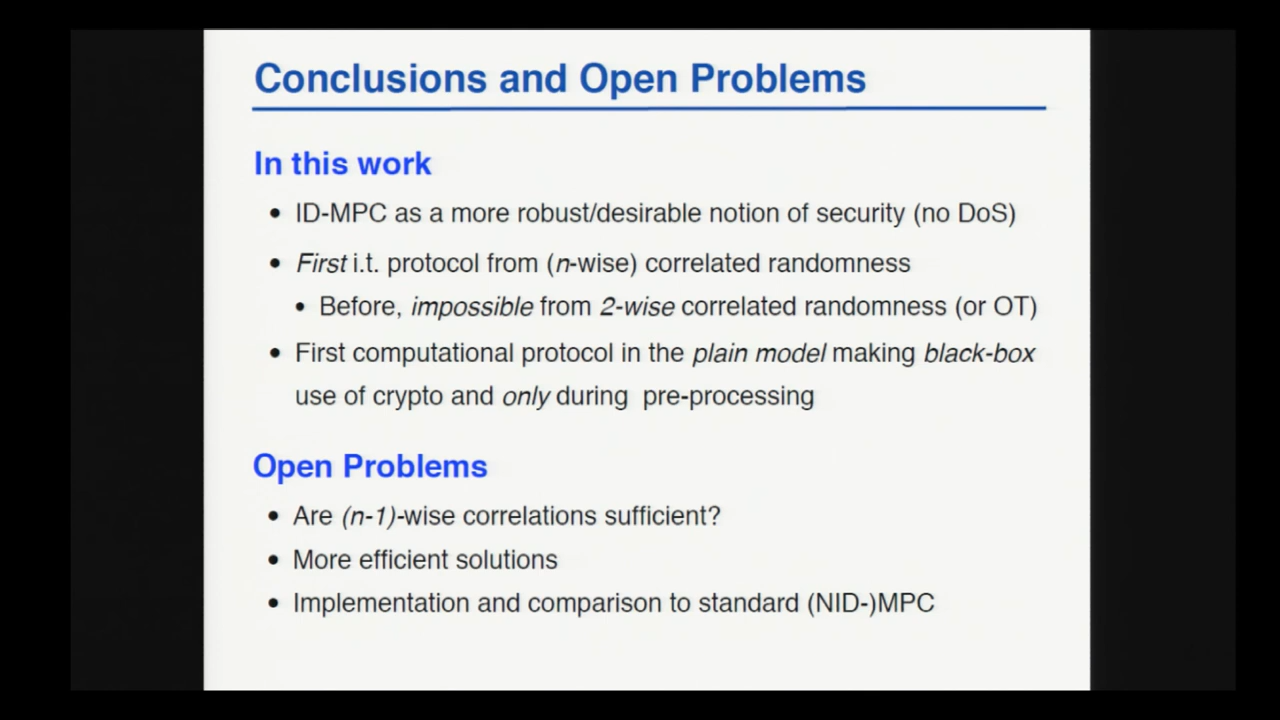 Conclusions and Open Problems
In this work
• ID-MPC as a more robust/desirable notion of security (no DoS)
• First i.t. protocol from (n-wise) correlated randomness
• Before, impossible from 2-wise correlated randomness (or OT)
• First computational protocol in the plain model making black-box
use of crypto and only during pre-processing
Open Problems
• Are (n-1)-wise correlations sufficient?
• More efficient solutions
• Implementation and comparison to standard (NID-)MPC